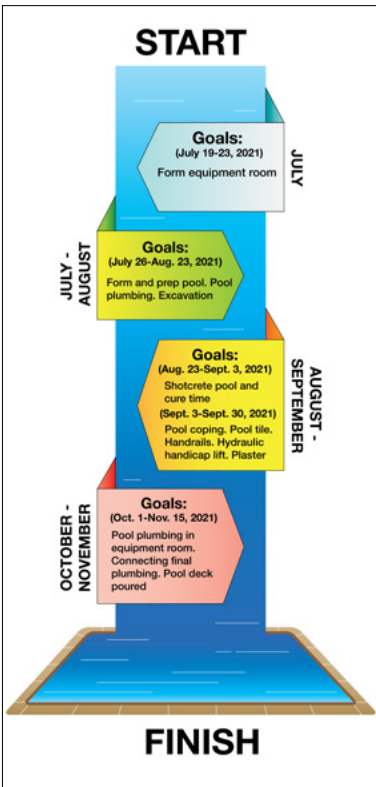 START
Goals:
(July 19-23, 2021)
Form equipment room
JULY
Goals:
(July 26-Aug. 23, 2021)
Form and prep pool. Pool
plumbing. Excavation
JULY -
AUGUST
Goals:
(Aug. 23-Sept. 3, 2021)
Shotcrete pool and
cure time
(Sept. 3-Sept. 30, 2021)
Pool coping. Pool tile.
Handrails. Hydraulic
handicap lift. Plaster
AUGUST -
SEPTEMBER
Goals:
(Oct. 1-Nov. 15, 2021)
Pool plumbing in
equipment room.
Connecting final
plumbing. Pool deck
poured
OCTOBER -
NOVEMBER
FINISH